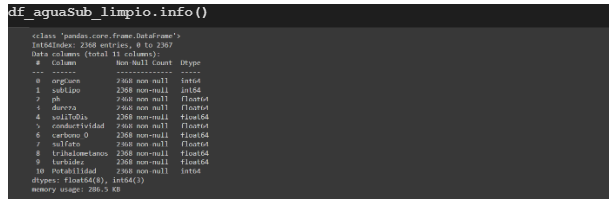 df_aguaSub_limpio.info()
<class 'pandas.core.frame.DataFrame'>
Int64Index: 2368 entries, 0 to 2367
Data columns (total 11 columns):
# Column Non-Null Count Dtype
--- ------ -------------- -----
0 orgCuen 2368 non-null int64
1 subtipo 2368 non-null int64
2 ph 2368 non-null float64
3 dureza 2368 non-null float64
4 soliToDis 2368 non-null float64
5 conductividad 2368 non-null float64
6 carbono_O 2368 non-null float64
7 sulfato 2368 non-null float64
8 trihalometanos 2368 non-null float64
9 turbidez 2368 non-null float64
10 Potabilidad 2368 non-null int64
dtypes: float64(8), int64(3)
memory usage: 286.5 KB